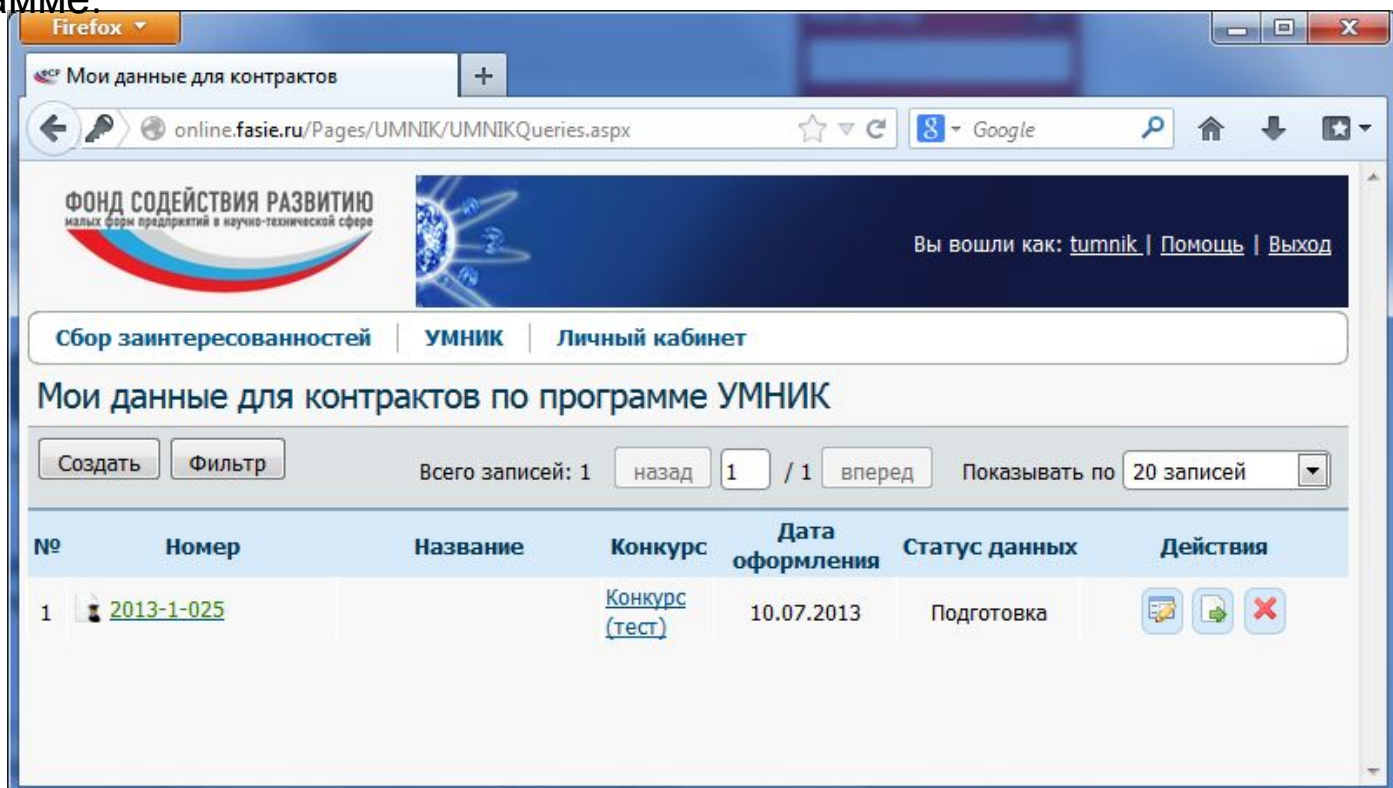 амме.
Firefox
Мои данные для контрактов
online.fasie.ru/Pages/UMNIK/UMNIKQueries.aspx
8 Google
ФОНД СОДЕЙСТВИЯ РАЗВИТИЮ
малых форм предприятий в научно-технической сфере
Вы вошли как: tumnik | Помощь | Выход
Сбор заинтересованностей | УМНИК | Личный кабинет
Мои данные для контрактов по программе УМНИК
Создать Фильтр Всего записей: 1 назад 1 / 1 вперед Показывать по 20 записей
№ Номер Название Конкурс Дата оформления Статус данных Действия
1 2013-1-025 Конкурс (тест) 10.07.2013 Подготовка